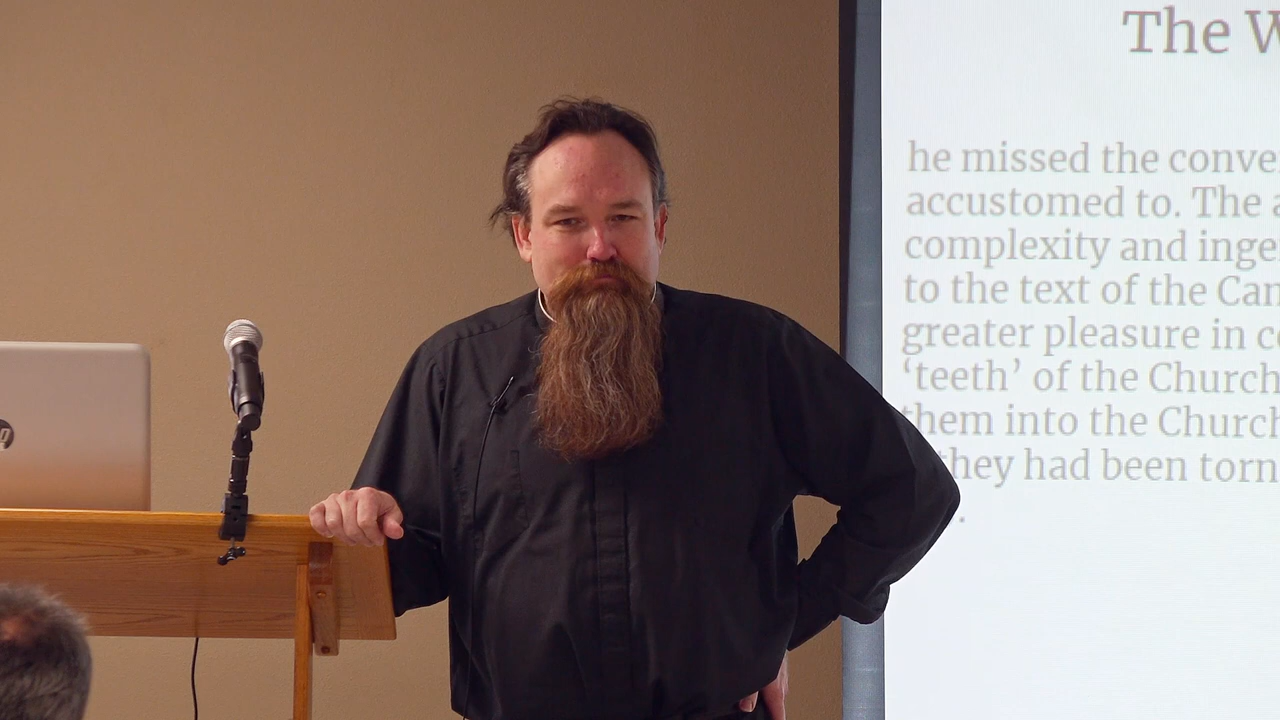 The W
he missed the conve
accustomed to. The a
complexity and inge
to the text of the Can
greater pleasure in c
‘teeth’ of the Church
them into the Church
they had been torn
.